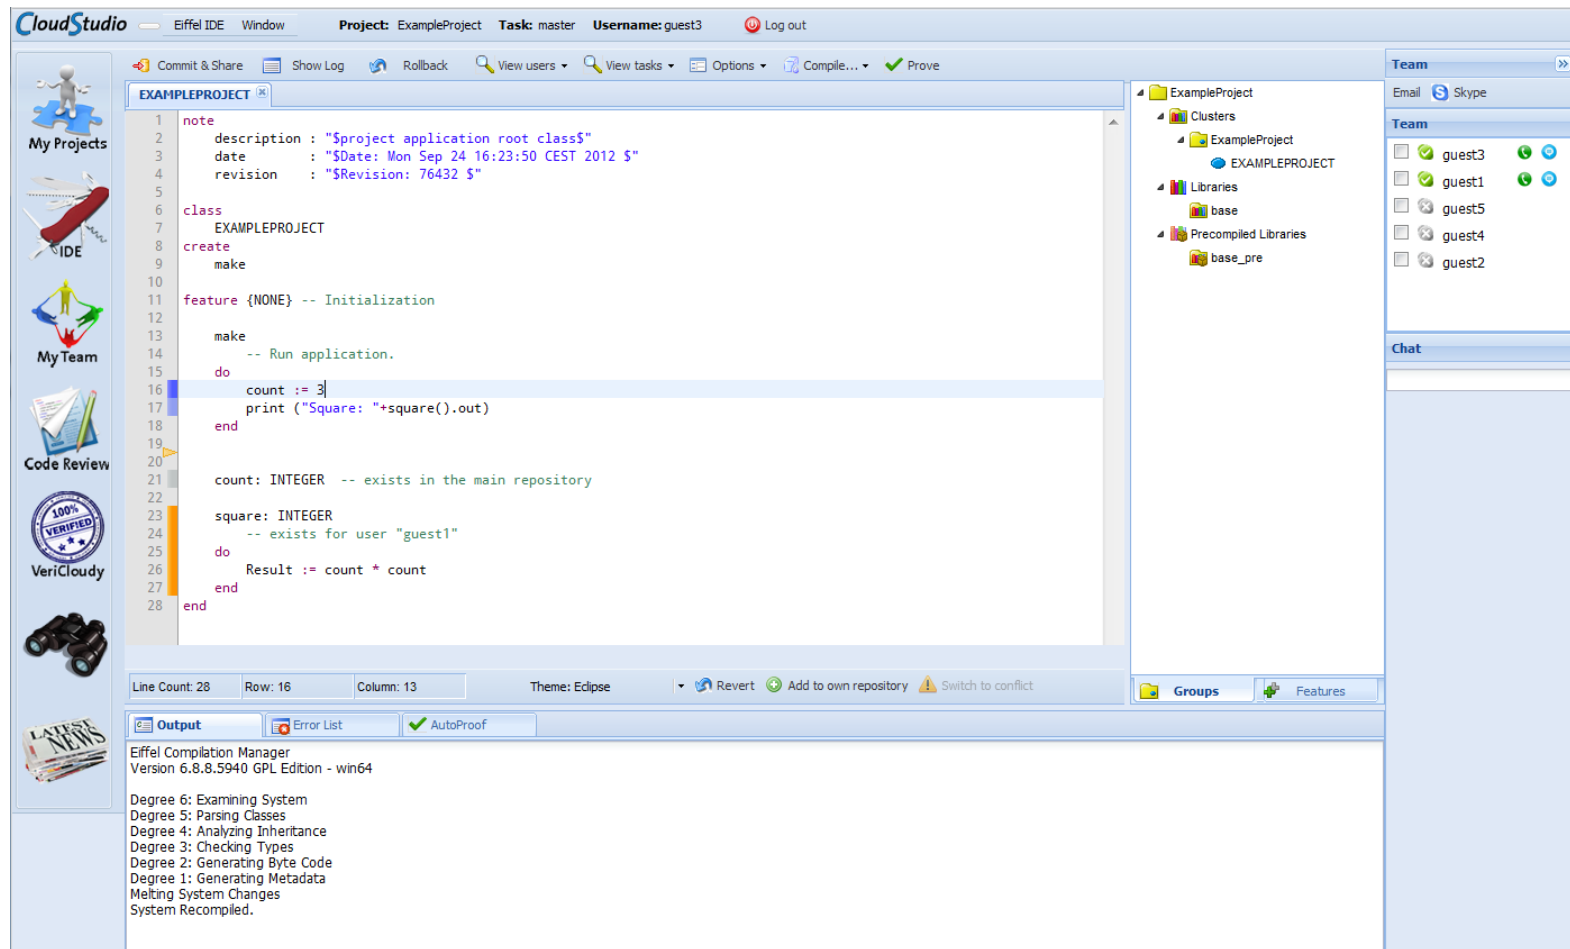 CloudStudio Eiffel IDE Window Project: ExampleProject Task: master Username: guest3 Log out
My Projects
IDE
My Team
Code Review
100%
VERIFIED
VeriCloudy
LATEST
NEWS
Commit & Share Show Log Rollback View users View tasks Options Compile... Prove
EXAMPLEPROJECT
1 note
2 description : "$project application root class$"
3 date : "$Date: Mon Sep 24 16:23:50 CEST 2012 $"
4 revision : "$Revision: 76432 $"
5
6 class
7 EXAMPLEPROJECT
8 create
9 make
10
11 feature {NONE} -- Initialization
12
13 make
14 -- Run application.
15 do
16 count := 3
17 print ("Square: "+square().out)
18 end
19
20
21 count: INTEGER -- exists in the main repository
22
23 square: INTEGER
24 -- exists for user "guest1"
25 do
26 Result := count * count
27 end
28 end
Line Count: 28 Row: 16 Column: 13 Theme: Eclipse Revert Add to own repository Switch to conflict
ExampleProject
Clusters
ExampleProject
EXAMPLEPROJECT
Libraries
base
Precompiled Libraries
base_pre
Groups Features
Team
Email Skype
Team
guest3
guest1
guest5
guest4
guest2
Chat
Output Error List AutoProof
Eiffel Compilation Manager
Version 6.8.8.5940 GPL Edition - win64
Degree 6: Examining System
Degree 5: Parsing Classes
Degree 4: Analyzing Inheritance
Degree 3: Checking Types
Degree 2: Generating Byte Code
Degree 1: Generating Metadata
Melting System Changes
System Recompiled.